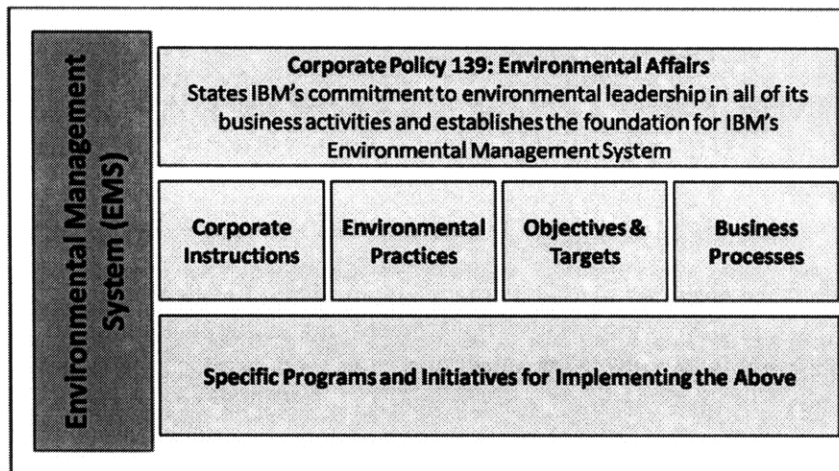 Environmental Management
System (EMS)
Corporate Policy 139: Environmental Affairs
States IBM's commitment to environmental leadership in all of its
business activities and establishes the foundation for IBM's
Environmental Management System
Corporate
Instructions
Environmental
Practices
Objectives &
Targets
Business
Processes
Specific Programs and Initiatives for Implementing the Above